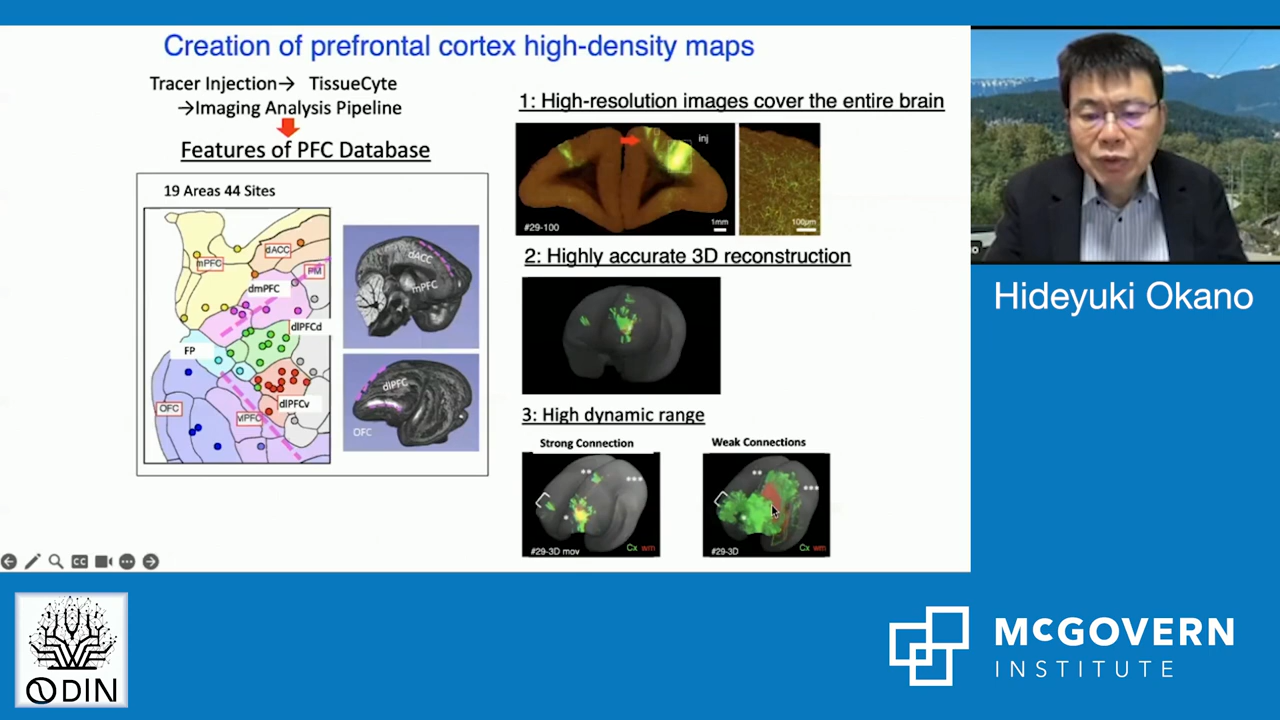 Creation of prefrontal cortex high-density maps
Tracer Injection→ TissueCyte
→Imaging Analysis Pipeline
Features of PFC Database
19 Areas 44 Sites
mPFC
dACC
PM
dmPFC
dlPFCd
FP
OFC
vlPFC
dlPFCv
dACC
mPFC
dlPFC
OFC
1: High-resolution images cover the entire brain
inj
#29-100
1mm
100μm
2: Highly accurate 3D reconstruction
3: High dynamic range
Strong Connection
**
***
*
#29-3D mov
Cx wm
Weak Connections
**
***
*
#29-3D
Cx wm
CC
Hideyuki Okano
ODIN
McGOVERN
INSTITUTE